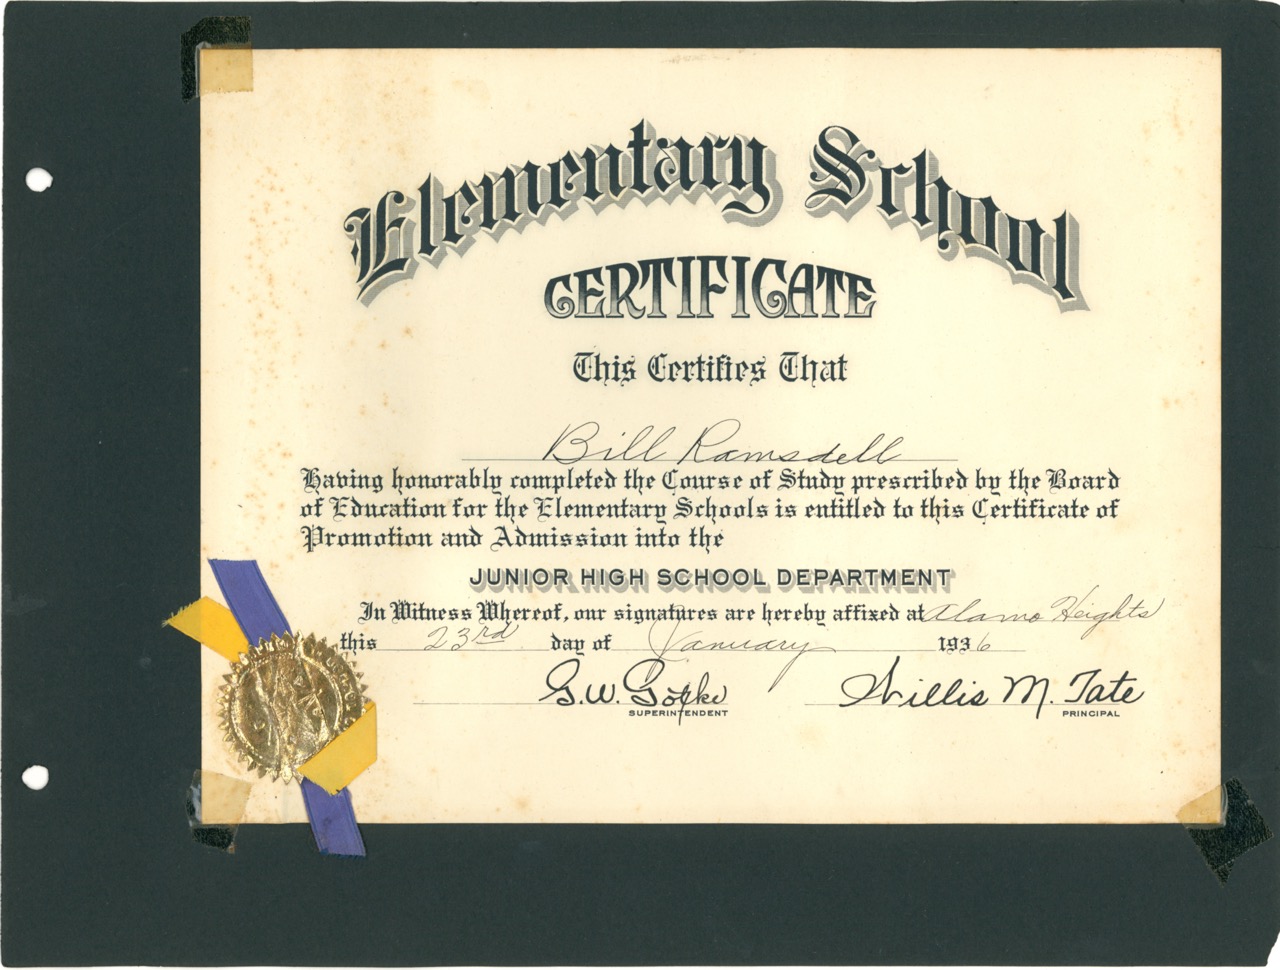 Elementary School
CERTIFICATE
This Certifies That
Bill Ramsdell
Having honorably completed the Course of Study prescribed by the Board
of Education for the Elementary Schools is entitled to this Certificate of
Promotion and Admission into the
JUNIOR HIGH SCHOOL DEPARTMENT
In Witness Whereof, our signatures are hereby affixed at Alamo Heights
this 23rd day of January 1936
G.W. Willis M. Tate
SUPERINTENDENT PRINCIPAL